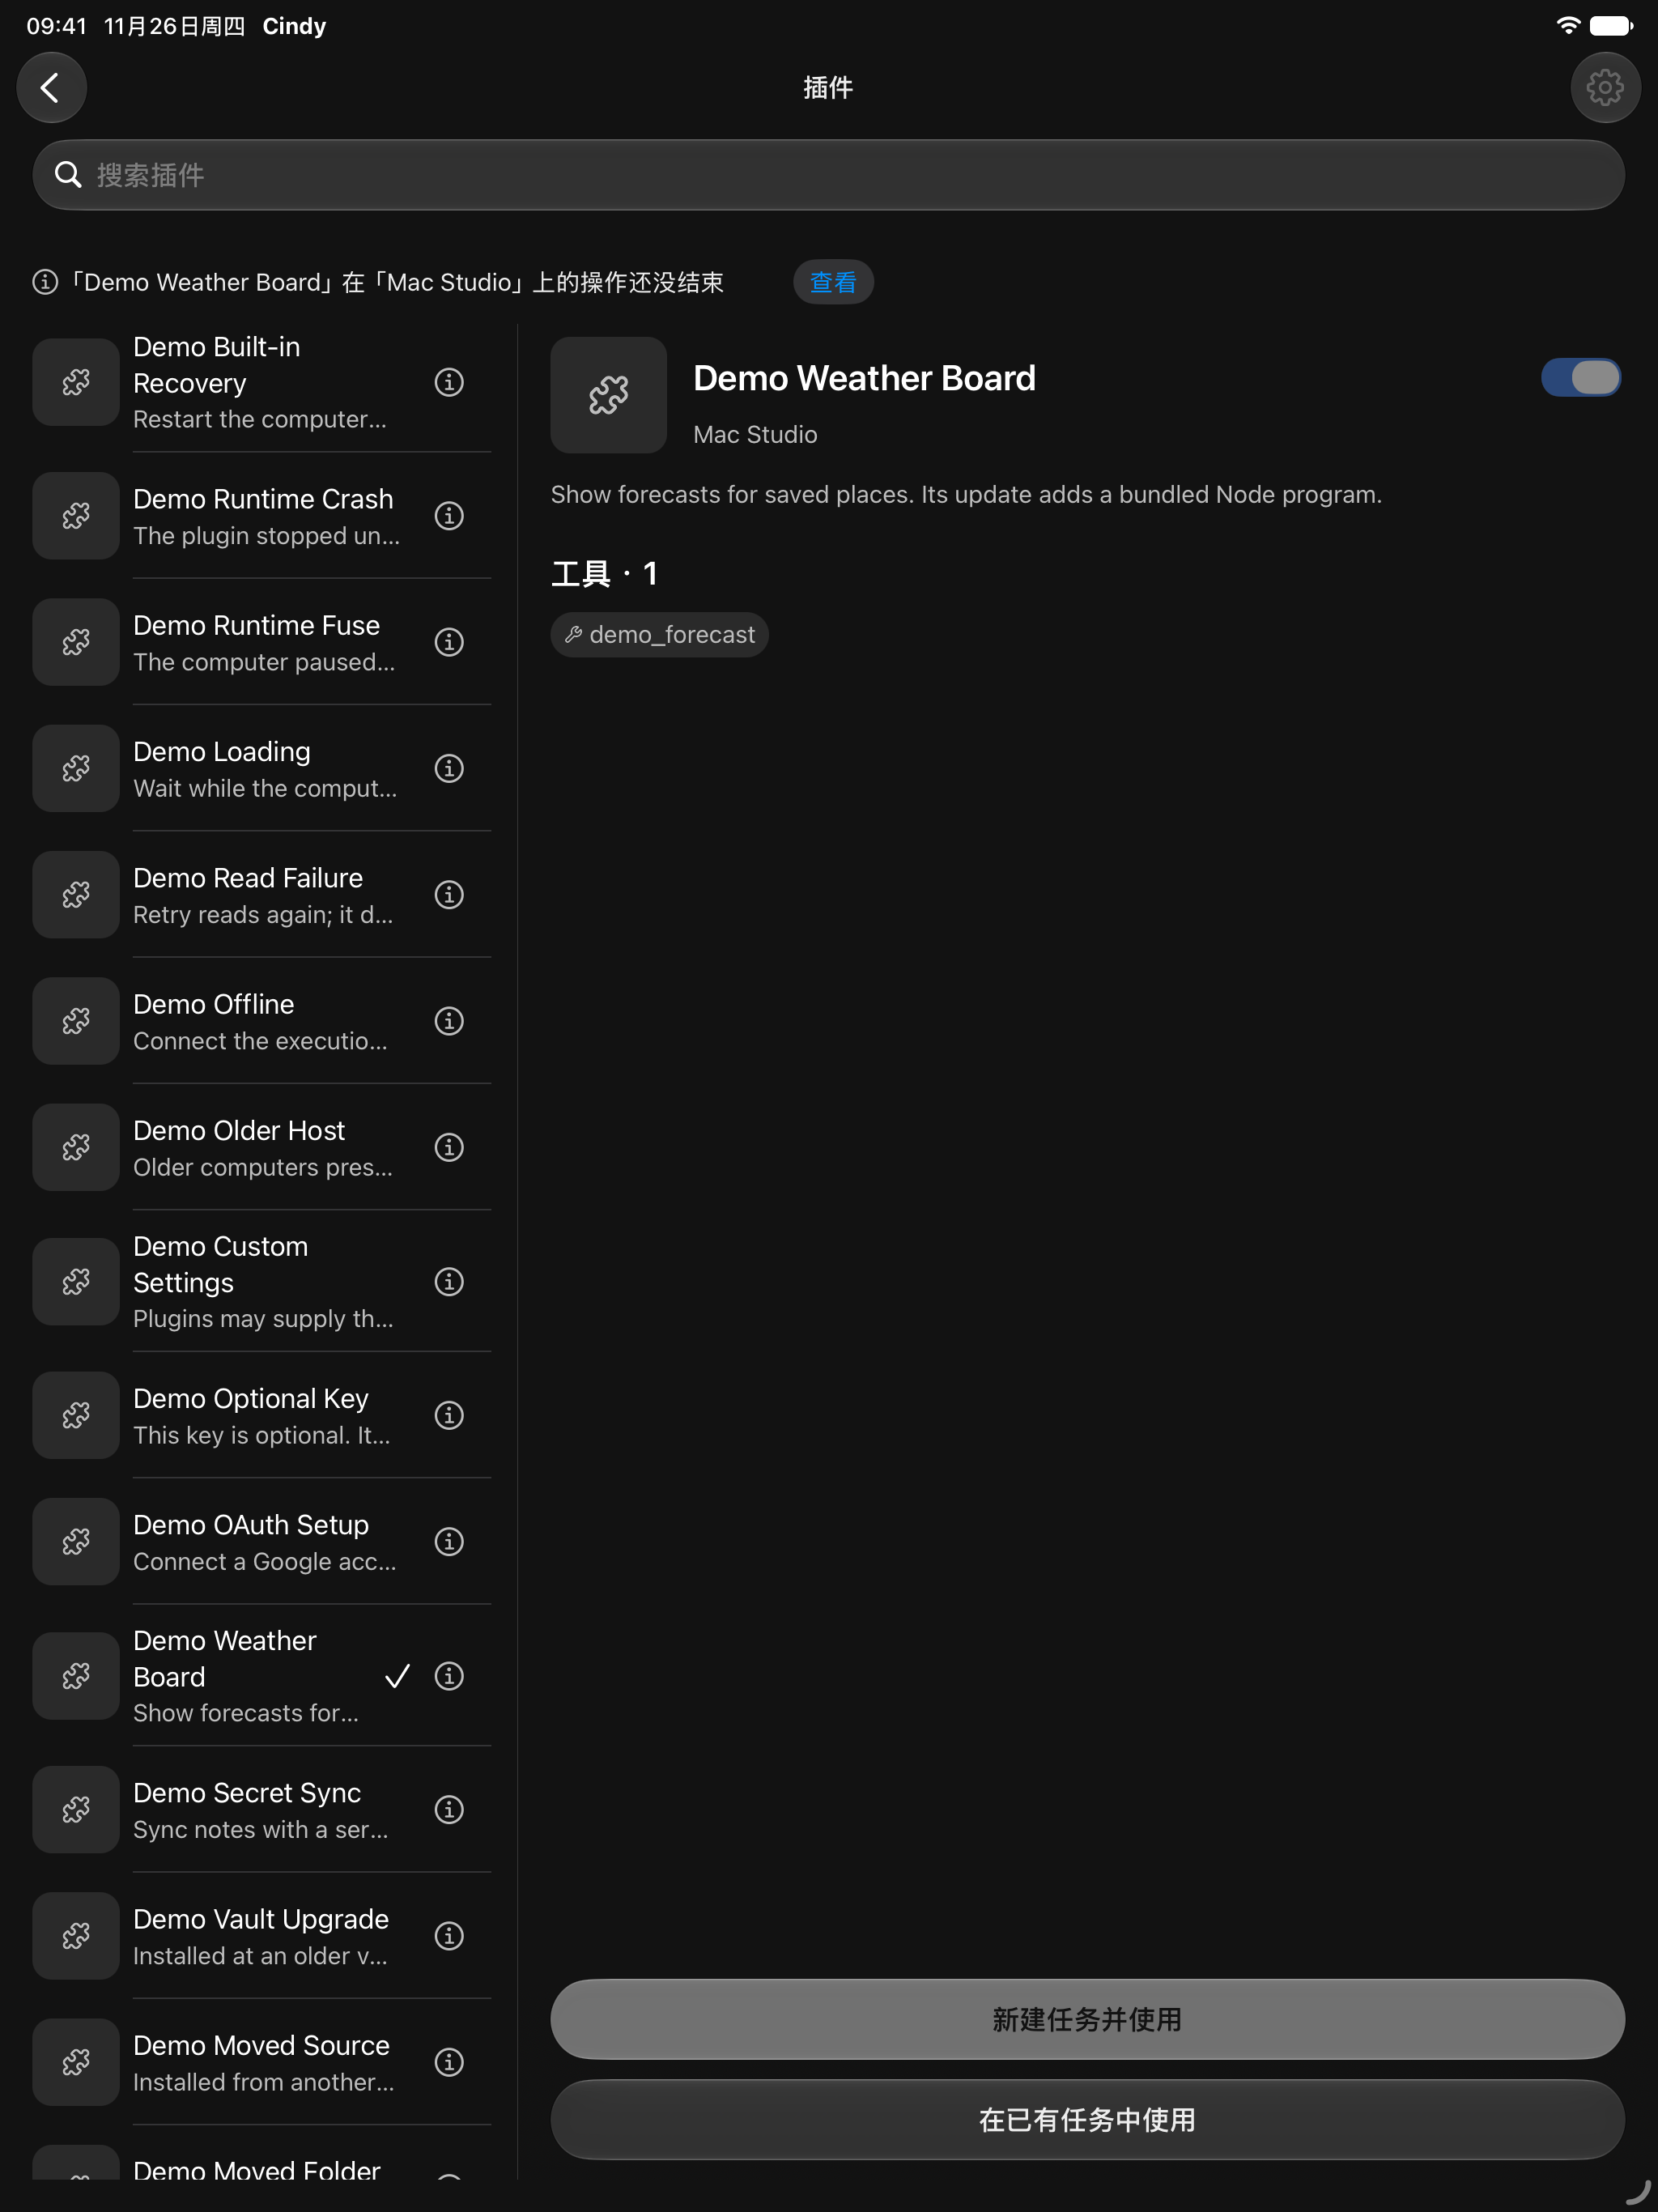 09:41 11月26日周四 Cindy
插件
搜索插件
「Demo Weather Board」在「Mac Studio」上的操作还没结束
查看
Demo Built-in
Recovery
Restart the computer...
Demo Runtime Crash
The plugin stopped un...
Demo Runtime Fuse
The computer paused...
Demo Loading
Wait while the comput...
Demo Read Failure
Retry reads again; it d...
Demo Offline
Connect the executio...
Demo Older Host
Older computers pres...
Demo Custom
Settings
Plugins may supply th...
Demo Optional Key
This key is optional. It...
Demo OAuth Setup
Connect a Google acc...
Demo Weather
Board
Show forecasts for...
Demo Secret Sync
Sync notes with a ser...
Demo Vault Upgrade
Installed at an older v...
Demo Moved Source
Installed from another...
Demo Moved Folder
Demo Weather Board
Mac Studio
Show forecasts for saved places. Its update adds a bundled Node program.
工具 · 1
demo_forecast
新建任务并使用
在已有任务中使用